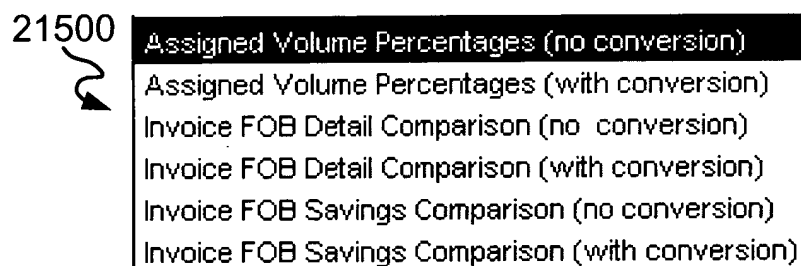 21500
Assigned Volume Percentages (no conversion)
Assigned Volume Percentages (with conversion)
Invoice FOB Detail Comparison (no conversion)
Invoice FOB Detail Comparison (with conversion)
Invoice FOB Savings Comparison (no conversion)
Invoice FOB Savings Comparison (with conversion)